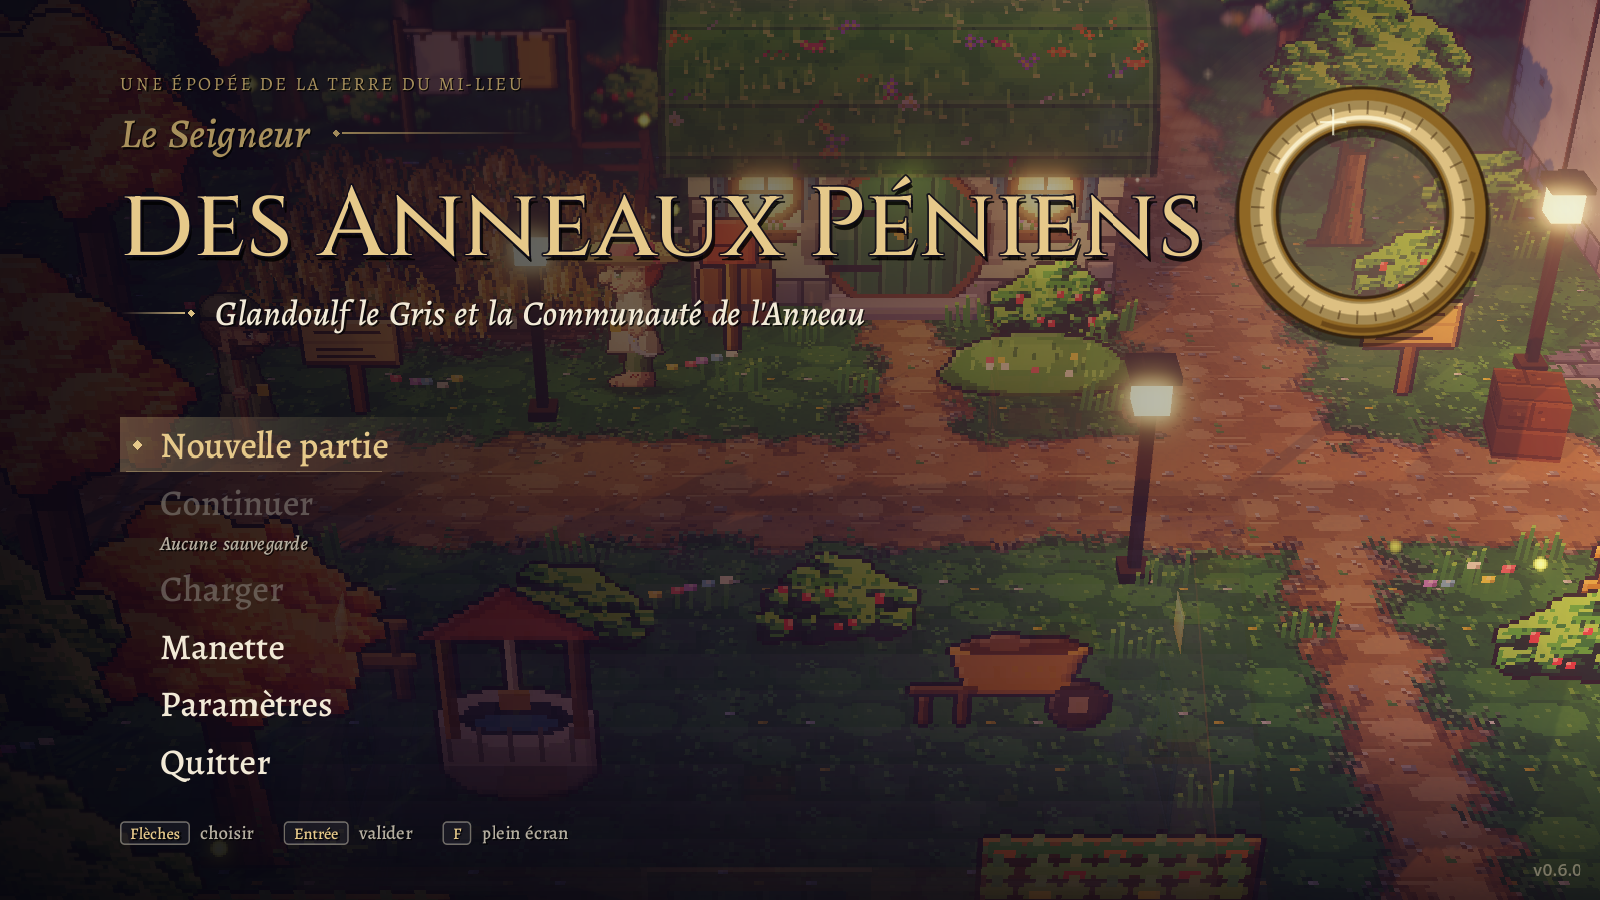 UNE ÉPOPÉE DE LA TERRE DU MI-LIEU
Le Seigneur
DES ANNEAUX PÉNIENS
Glandoulf le Gris et la Communauté de l'Anneau
Nouvelle partie
Continuer
Aucune sauvegarde
Charger
Manette
Paramètres
Quitter
Flèches choisir Entrée valider F plein écran
v0.6.0